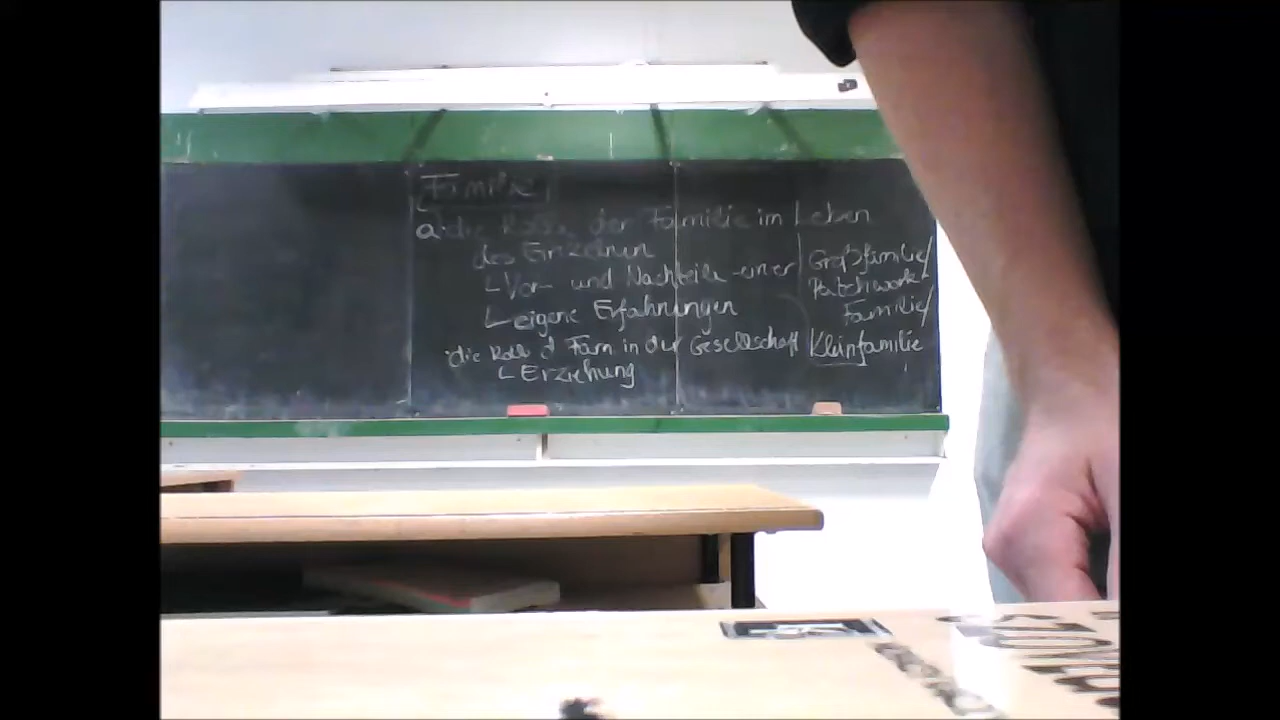 Familie
a. die Rolle der Familie im Leben
des Einzelnen
Vor- und Nachteile einer
Großfamilie/
Patchwork-
Familie/
Kleinfamilie
eigene Erfahrungen
die Rolle d Fam in der Gesellschaft
Erziehung